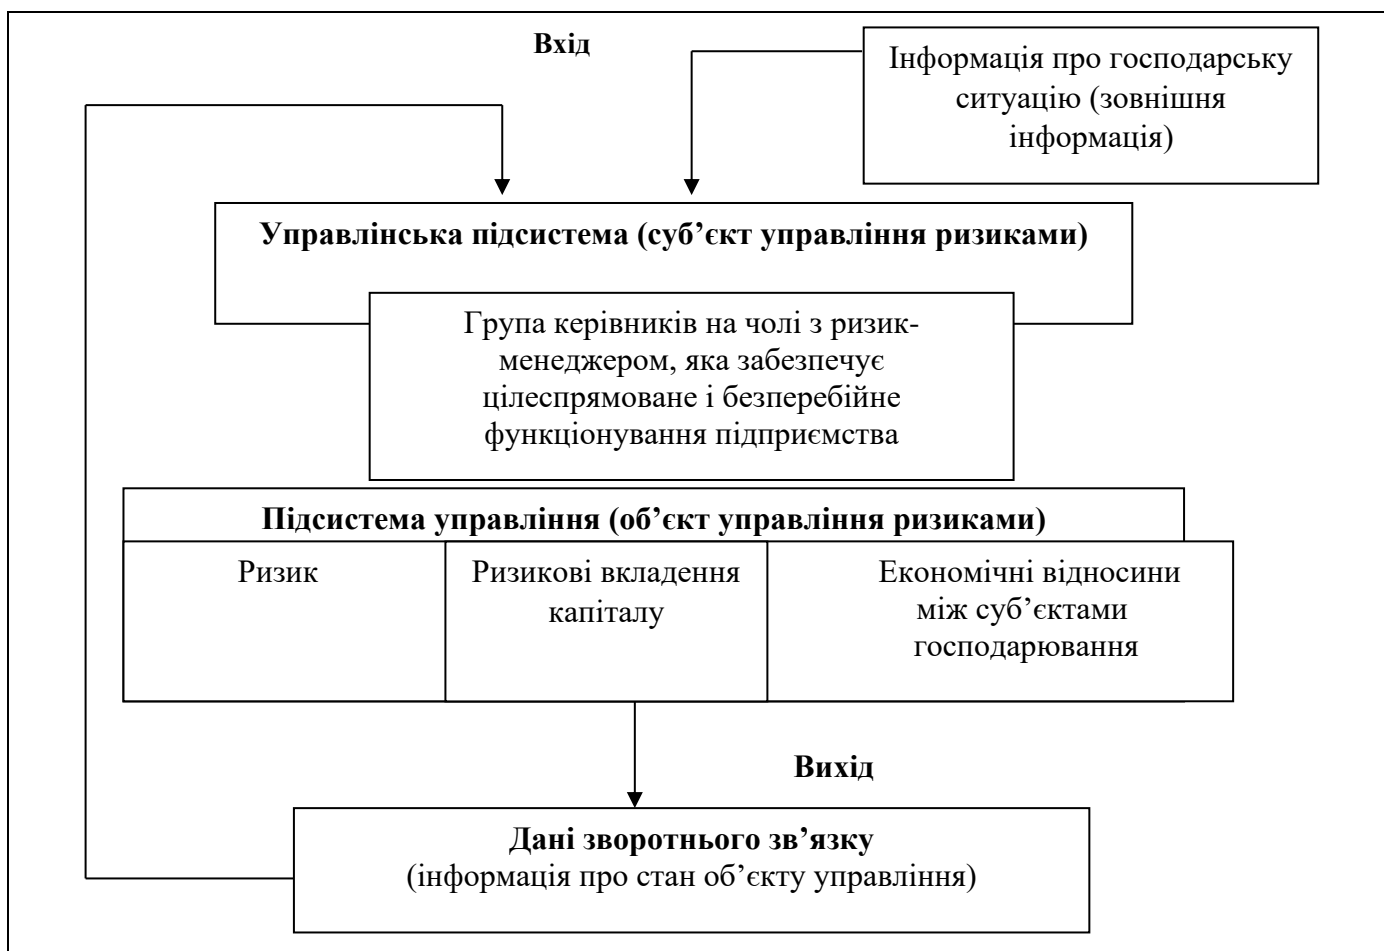 Вхід
Інформація про господарську
ситуацію (зовнішня
інформація)
Управлінська підсистема (суб’єкт управління ризиками)
Група керівників на чолі з ризик-
менеджером, яка забезпечує
цілеспрямоване і безперебійне
функціонування підприємства
Підсистема управління (об’єкт управління ризиками)
Ризик
Ризикові вкладення
капіталу
Економічні відносини
між суб’єктами
господарювання
Вихід
Дані зворотнього зв’язку
(інформація про стан об’єкту управління)